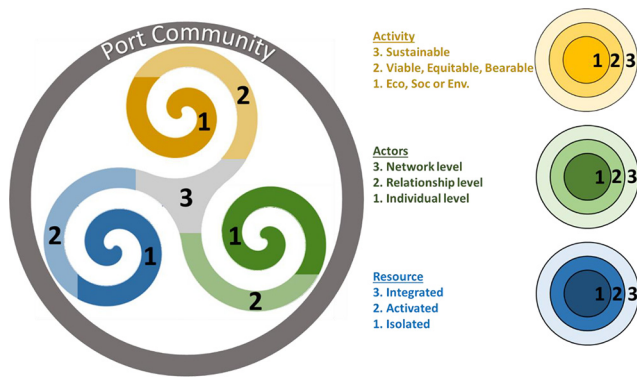 Port Community
2
1
3
2
1
1
2
Activity
3. Sustainable
2. Viable, Equitable, Bearable
1. Eco, Soc or Env.
1 2 3
Actors
3. Network level
2. Relationship level
1. Individual level
1 2 3
Resource
3. Integrated
2. Activated
1. Isolated
1 2 3